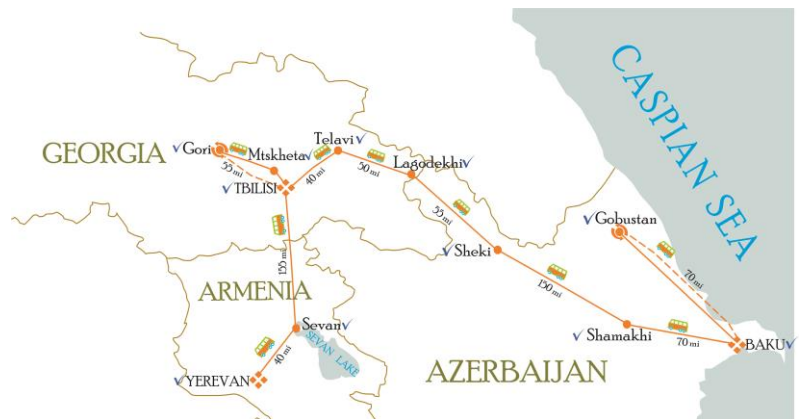 CASPIAN SEA
GEORGIA
Gori
Mtskheta
Telavi
Lagodekhi
55 mi
TBILISI
40 mi
50 mi
55 mi
Gobustan
Sheki
155 mi
70 mi
150 mi
ARMENIA
Sevan
SEVAN LAKE
Shamakhi
70 mi
BAKU
40 mi
YEREVAN
AZERBAIJAN